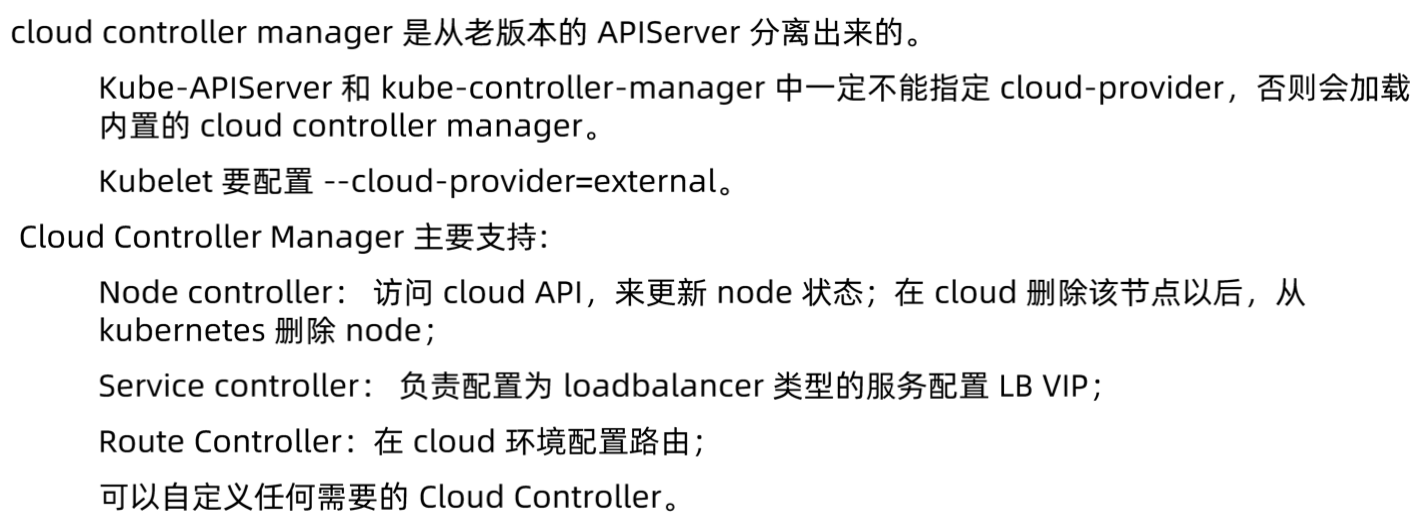 cloud controller manager 是从老版本的 APIServer 分离出来的。
Kube-APIServer 和 kube-controller-manager 中一定不能指定 cloud-provider，否则会加载
内置的 cloud controller manager。
Kubelet 要配置 --cloud-provider=external。
Cloud Controller Manager 主要支持：
Node controller： 访问 cloud API，来更新 node 状态；在 cloud 删除该节点以后，从
kubernetes 删除 node；
Service controller： 负责配置为 loadbalancer 类型的服务配置 LB VIP；
Route Controller：在 cloud 环境配置路由；
可以自定义任何需要的 Cloud Controller。